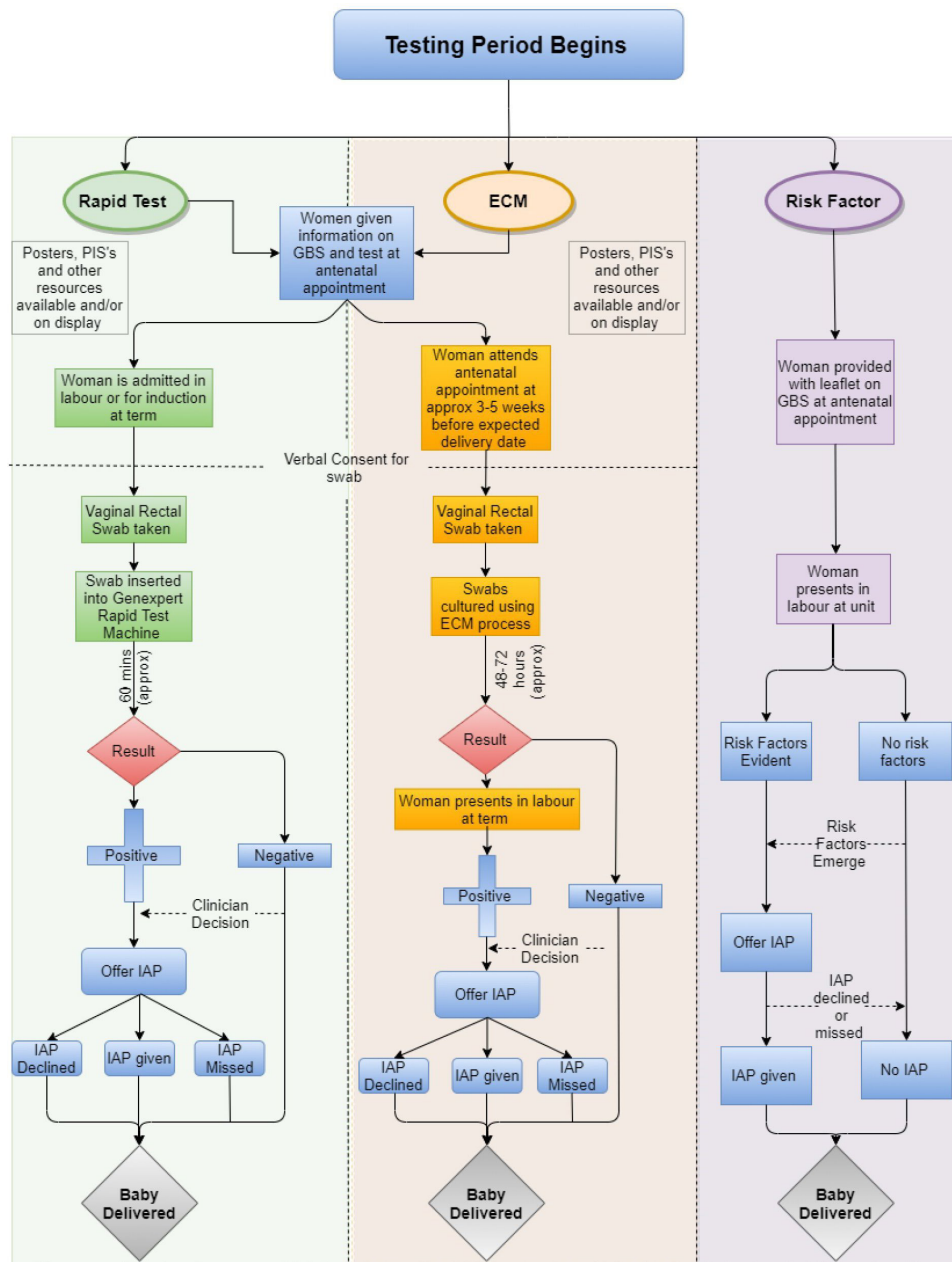 Testing Period Begins
Rapid Test
ECM
Risk Factor
Women given
information on
GBS and test at
antenatal
appointment
Posters, PIS's
and other
resources
available and/or
on display
Posters, PIS's
and other
resources
available and/or
on display
Woman is admitted in
labour or for induction
at term
Woman attends
antenatal
appointment at
approx 3-5 weeks
before expected
delivery date
Woman provided
with leaflet on
GBS at antenatal
appointment
Verbal Consent for
swab
Vaginal Rectal
Swab taken
Vaginal Rectal
Swab taken
Swab inserted
into Genexpert
Rapid Test
Machine
Swabs
cultured using
ECM process
Woman
presents in
labour at unit
60 mins
(approx)
48-72
hours
(approx)
Result
Result
Risk Factors
Evident
No risk
factors
Woman presents in labour
at term
Risk
Factors
Emerge
Positive
Negative
Positive
Negative
Clinician
Decision
Clinician
Decision
Offer IAP
Offer IAP
Offer IAP
IAP
declined
or
missed
IAP
Declined
IAP given
IAP
Missed
IAP
Declined
IAP given
IAP
Missed
IAP given
No IAP
Baby
Delivered
Baby
Delivered
Baby
Delivered